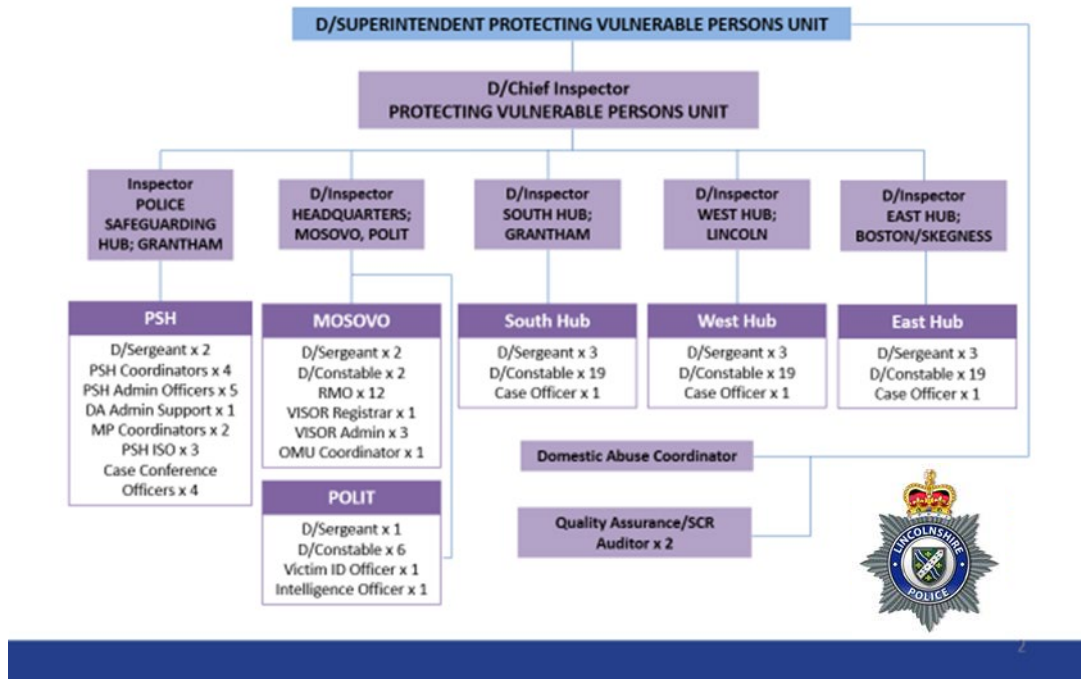 D/SUPERINTENDENT PROTECTING VULNERABLE PERSONS UNIT
D/Chief Inspector
PROTECTING VULNERABLE PERSONS UNIT
Inspector
POLICE
SAFEGUARDING
HUB; GRANTHAM
D/Inspector
HEADQUARTERS;
MOSOVO, POLIT
D/Inspector
SOUTH HUB;
GRANTHAM
D/Inspector
WEST HUB;
LINCOLN
D/Inspector
EAST HUB;
BOSTON/SKEGNESS
PSH
D/Sergeant x 2
PSH Coordinators x 4
PSH Admin Officers x 5
DA Admin Support x 1
MP Coordinators x 2
PSH ISO x 3
Case Conference
Officers x 4
MOSOVO
D/Sergeant x 2
D/Constable x 2
RMO x 12
VISOR Registrar x 1
VISOR Admin x 3
OMU Coordinator x 1
POLIT
D/Sergeant x 1
D/Constable x 6
Victim ID Officer x 1
Intelligence Officer x 1
South Hub
D/Sergeant x 3
D/Constable x 19
Case Officer x 1
West Hub
D/Sergeant x 3
D/Constable x 19
Case Officer x 1
East Hub
D/Sergeant x 3
D/Constable x 19
Case Officer x 1
Domestic Abuse Coordinator
Quality Assurance/SCR
Auditor x 2
LINCOLNSHIRE
POLICE
2